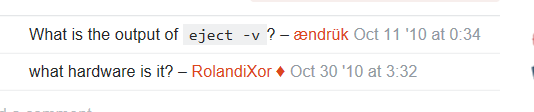 What is the output of eject -v ? – ændrük Oct 11 '10 at 0:34
what hardware is it? – RolandiXor ♦ Oct 30 '10 at 3:32